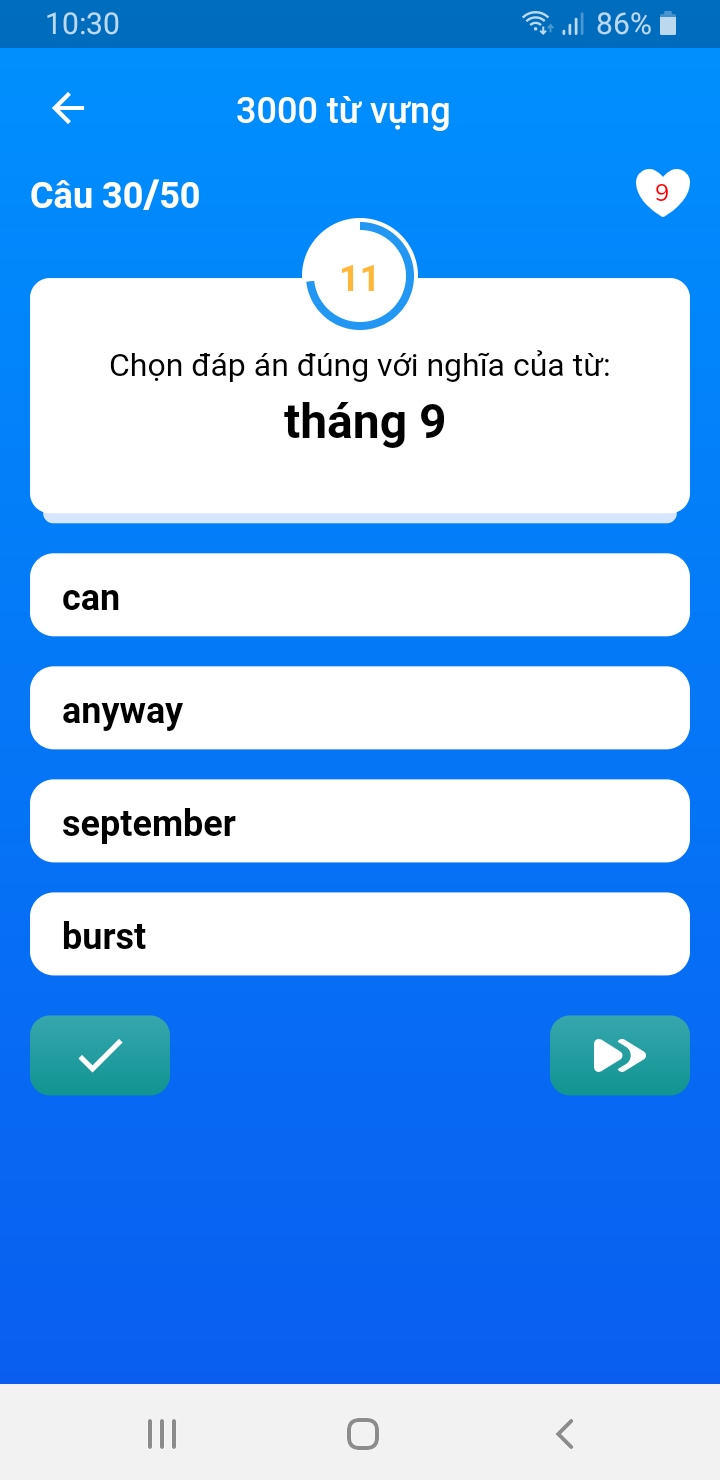 10:30 86%
3000 từ vựng
Câu 30/50
9
11
Chọn đáp án đúng với nghĩa của từ:
tháng 9
can
anyway
september
burst